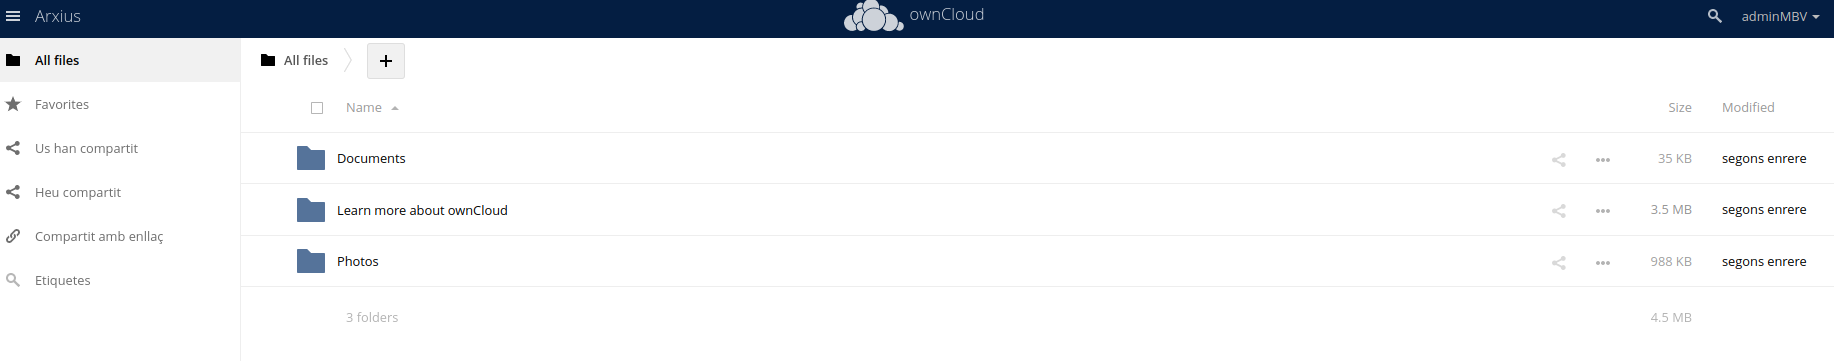 Arxius
ownCloud
adminMBV
All files
Favorites
Us han compartit
Heu compartit
Compartit amb enllaç
Etiquetes
All files
+
Name Size Modified
Documents 35 KB segons enrere
Learn more about ownCloud 3.5 MB segons enrere
Photos 988 KB segons enrere
3 folders 4.5 MB